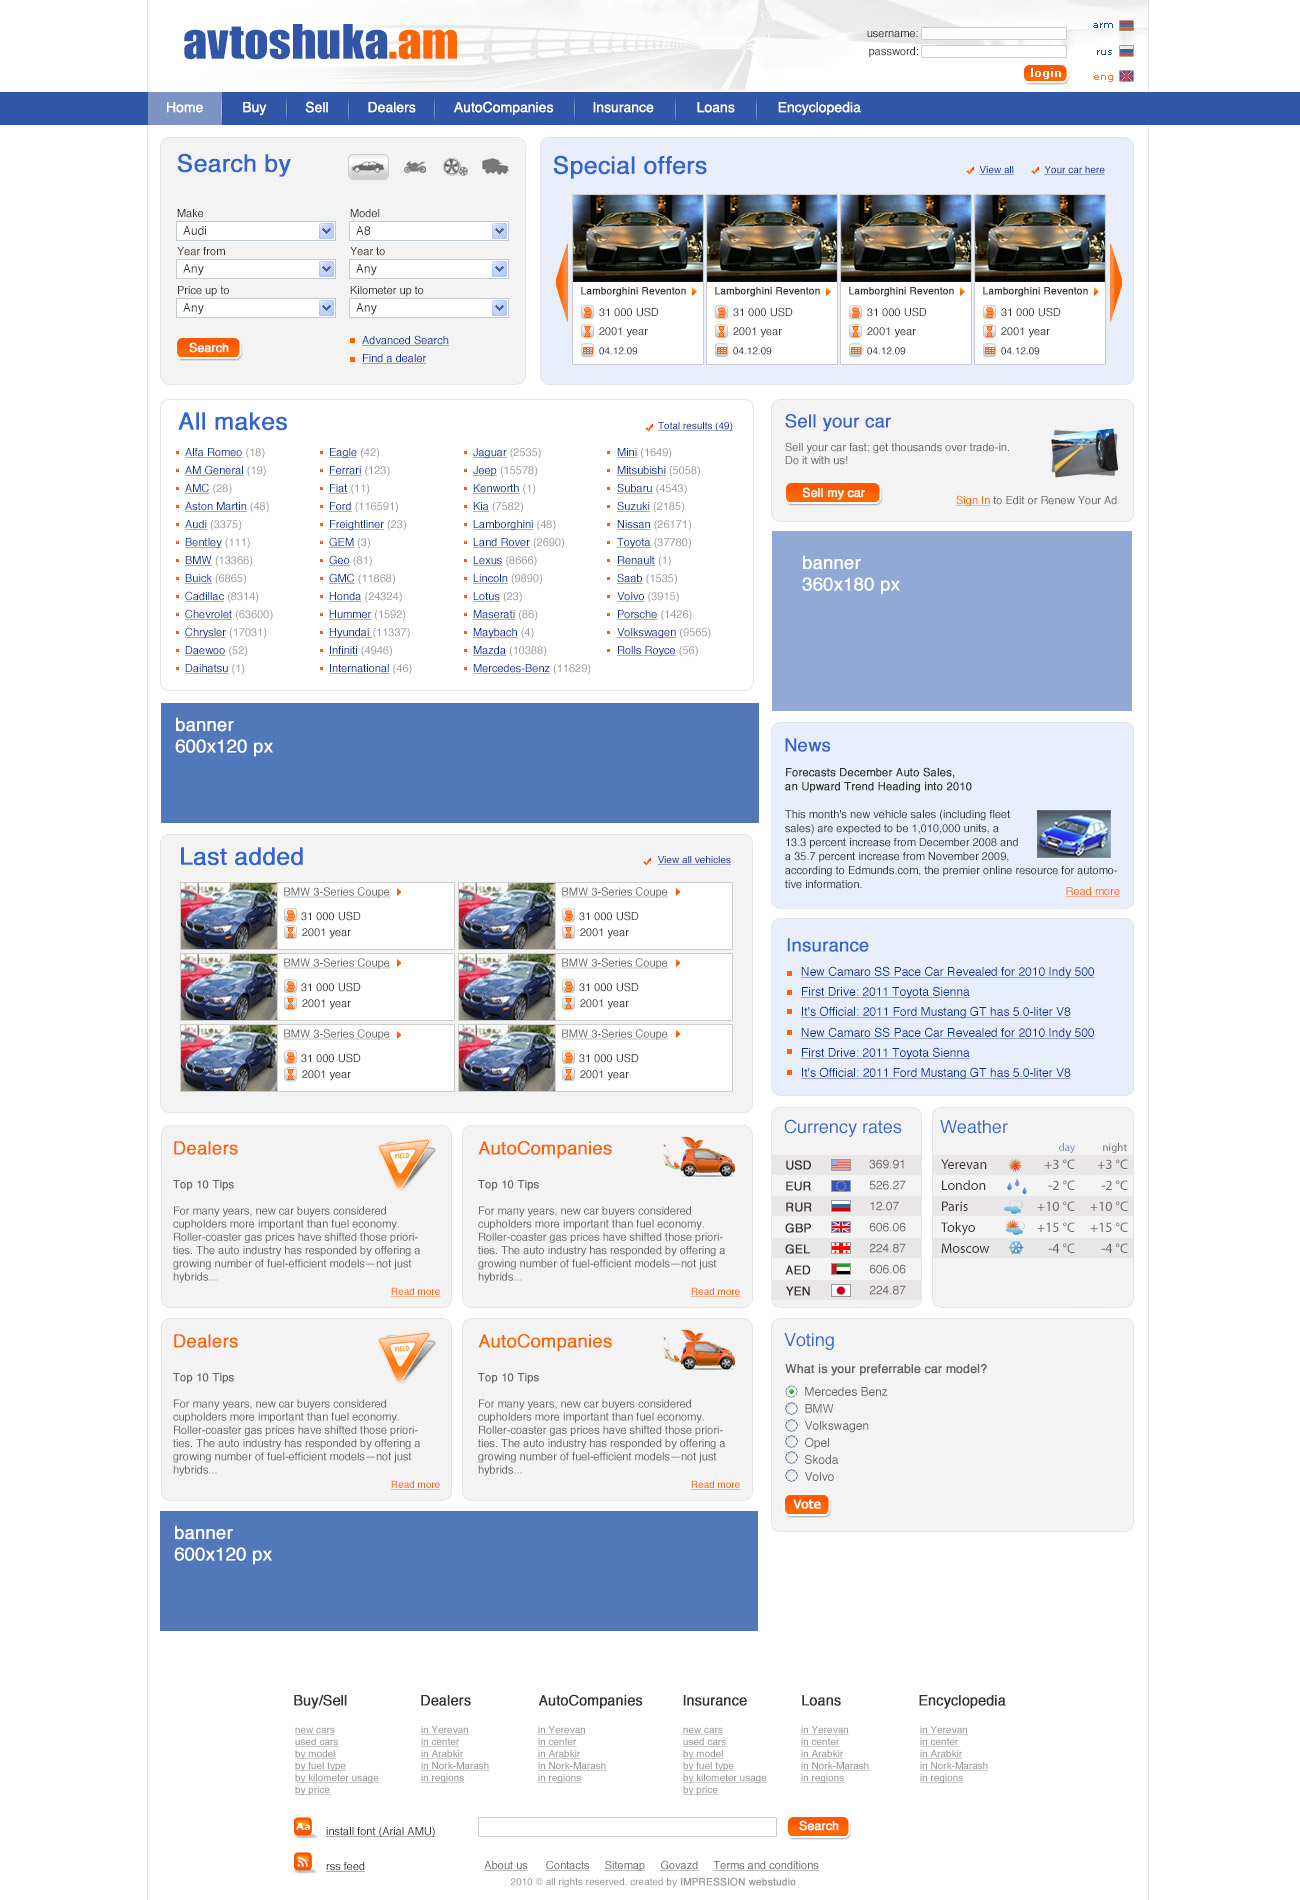 avtoshuka.am
username:
password:
login
arm
rus
eng
Home Buy Sell Dealers AutoCompanies Insurance Loans Encyclopedia
Search by
Make Model
Audi A8
Year from Year to
Any Any
Price up to Kilometer up to
Any Any
Search
Advanced Search
Find a dealer
Special offers
View all Your car here
Lamborghini Reventon Lamborghini Reventon Lamborghini Reventon Lamborghini Reventon
31 000 USD 31 000 USD 31 000 USD 31 000 USD
2001 year 2001 year 2001 year 2001 year
04.12.09 04.12.09 04.12.09 04.12.09
All makes
Total results (49)
Alfa Romeo (18) Eagle (42) Jaguar (2535) Mini (1649)
AM General (19) Ferrari (123) Jeep (15578) Mitsubishi (5058)
AMC (28) Fiat (11) Kenworth (1) Subaru (4543)
Aston Martin (48) Ford (116591) Kia (7582) Suzuki (2185)
Audi (3375) Freightliner (23) Lamborghini (48) Nissan (26171)
Bentley (111) GEM (3) Land Rover (2690) Toyota (37780)
BMW (13366) Geo (81) Lexus (8666) Renault (1)
Buick (6865) GMC (11868) Lincoln (9890) Saab (1535)
Cadillac (8314) Honda (24324) Lotus (23) Volvo (3915)
Chevrolet (63600) Hummer (1592) Maserati (86) Porsche (1426)
Chrysler (17031) Hyundai (11337) Maybach (4) Volkswagen (9565)
Daewoo (52) Infiniti (4946) Mazda (10388) Rolls Royce (56)
Daihatsu (1) International (46) Mercedes-Benz (11629)
Sell your car
Sell your car fast; get thousands over trade-in.
Do it with us!
Sell my car
Sign In to Edit or Renew Your Ad
banner
360x180 px
banner
600x120 px
News
Forecasts December Auto Sales,
an Upward Trend Heading into 2010
This month's new vehicle sales (including fleet
sales) are expected to be 1,010,000 units, a
13.3 percent increase from December 2008 and
a 35.7 percent increase from November 2009,
according to Edmunds.com, the premier online resource for automo-
tive information.
Read more
Last added
View all vehicles
BMW 3-Series Coupe BMW 3-Series Coupe
31 000 USD 31 000 USD
2001 year 2001 year
BMW 3-Series Coupe BMW 3-Series Coupe
31 000 USD 31 000 USD
2001 year 2001 year
BMW 3-Series Coupe BMW 3-Series Coupe
31 000 USD 31 000 USD
2001 year 2001 year
Insurance
New Camaro SS Pace Car Revealed for 2010 Indy 500
First Drive: 2011 Toyota Sienna
It's Official: 2011 Ford Mustang GT has 5.0-liter V8
New Camaro SS Pace Car Revealed for 2010 Indy 500
First Drive: 2011 Toyota Sienna
It's Official: 2011 Ford Mustang GT has 5.0-liter V8
Dealers
YIELD
Top 10 Tips
For many years, new car buyers considered
cupholders more important than fuel economy.
Roller-coaster gas prices have shifted those priori-
ties. The auto industry has responded by offering a
growing number of fuel-efficient models—not just
hybrids...
Read more
AutoCompanies
Top 10 Tips
For many years, new car buyers considered
cupholders more important than fuel economy.
Roller-coaster gas prices have shifted those priori-
ties. The auto industry has responded by offering a
growing number of fuel-efficient models—not just
hybrids...
Read more
Currency rates
USD 369.91
EUR 526.27
RUR 12.07
GBP 606.06
GEL 224.87
AED 606.06
YEN 224.87
Weather
day night
Yerevan +3 °C +3 °C
London -2 °C -2 °C
Paris +10 °C +10 °C
Tokyo +15 °C +15 °C
Moscow -4 °C -4 °C
Dealers
YIELD
Top 10 Tips
For many years, new car buyers considered
cupholders more important than fuel economy.
Roller-coaster gas prices have shifted those priori-
ties. The auto industry has responded by offering a
growing number of fuel-efficient models—not just
hybrids...
Read more
AutoCompanies
Top 10 Tips
For many years, new car buyers considered
cupholders more important than fuel economy.
Roller-coaster gas prices have shifted those priori-
ties. The auto industry has responded by offering a
growing number of fuel-efficient models—not just
hybrids...
Read more
Voting
What is your preferrable car model?
Mercedes Benz
BMW
Volkswagen
Opel
Skoda
Volvo
Vote
banner
600x120 px
Buy/Sell Dealers AutoCompanies Insurance Loans Encyclopedia
new cars in Yerevan in Yerevan new cars in Yerevan in Yerevan
used cars in center in center used cars in center in center
by model in Arabkir in Arabkir by model in Arabkir in Arabkir
by fuel type in Nork-Marash in Nork-Marash by fuel type in Nork-Marash in Nork-Marash
by kilometer usage in regions in regions by kilometer usage in regions in regions
by price by price
Aa install font (Arial AMU) Search
rss feed About us Contacts Sitemap Govazd Terms and conditions
2010 © all rights reserved. created by IMPRESSION webstudio